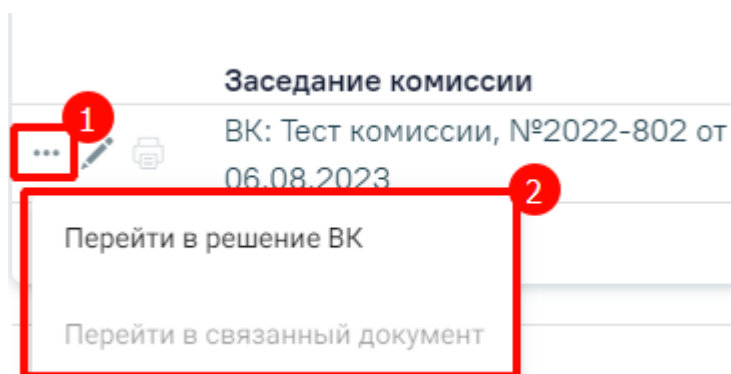 Заседание комиссии
1
... ВК: Тест комиссии, №2022-802 от
06.08.2023
2
Перейти в решение ВК
Перейти в связанный документ